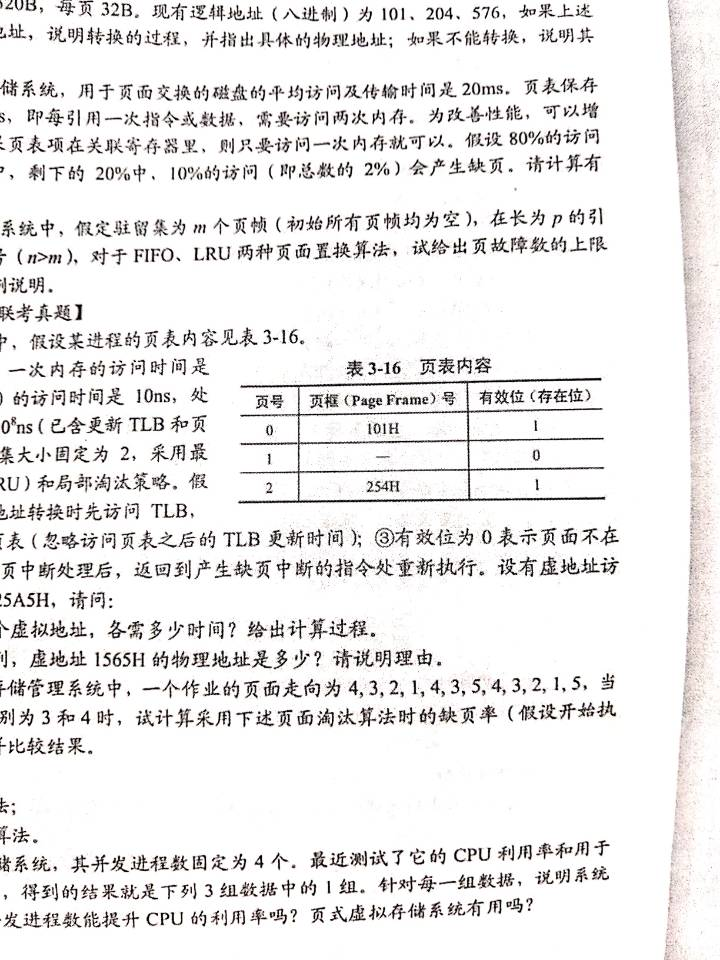 20B，每页 32B。现有逻辑地址（八进制）为 101、204、576，如果上述
地址，说明转换的过程，并指出具体的物理地址；如果不能转换，说明其
储系统，用于页面交换的磁盘的平均访问及传输时间是 20ms。页表保存
s，即每引用一次指令或数据，需要访问两次内存。为改善性能，可以增
页表项在关联寄存器里，则只要访问一次内存就可以。假设 80%的访问
，剩下的 20%中，10%的访问（即总数的 2%）会产生缺页。请计算有
系统中，假定驻留集为 m 个页帧（初始所有页帧均为空），在长为 p 的引
号（n>m），对于 FIFO、LRU 两种页面置换算法，试给出页故障数的上限
例说明。
联考真题】
中，假设某进程的页表内容见表 3-16。
一次内存的访问时间是
）的访问时间是 10ns，处
0⁸ns（已含更新 TLB 和页
集大小固定为 2，采用最
RU）和局部淘汰策略。假
地址转换时先访问 TLB，
表 3-16 页表内容
页号 页框（Page Frame）号 有效位（存在位）
0 101H 1
1 — 0
2 254H 1
页表（忽略访问页表之后的 TLB 更新时间）；③有效位为 0 表示页面不在
页中断处理后，返回到产生缺页中断的指令处重新执行。设有虚地址访
25A5H，请问：
个虚拟地址，各需多少时间？给出计算过程。
，虚地址 1565H 的物理地址是多少？请说明理由。
存储管理系统中，一个作业的页面走向为 4, 3, 2, 1, 4, 3, 5, 4, 3, 2, 1, 5，当
别为 3 和 4 时，试计算采用下述页面淘汰算法时的缺页率（假设开始执
并比较结果。
法；
算法。
储系统，其并发进程数固定为 4 个。最近测试了它的 CPU 利用率和用于
，得到的结果就是下列 3 组数据中的 1 组。针对每一组数据，说明系统
发进程数能提升 CPU 的利用率吗？页式虚拟存储系统有用吗？